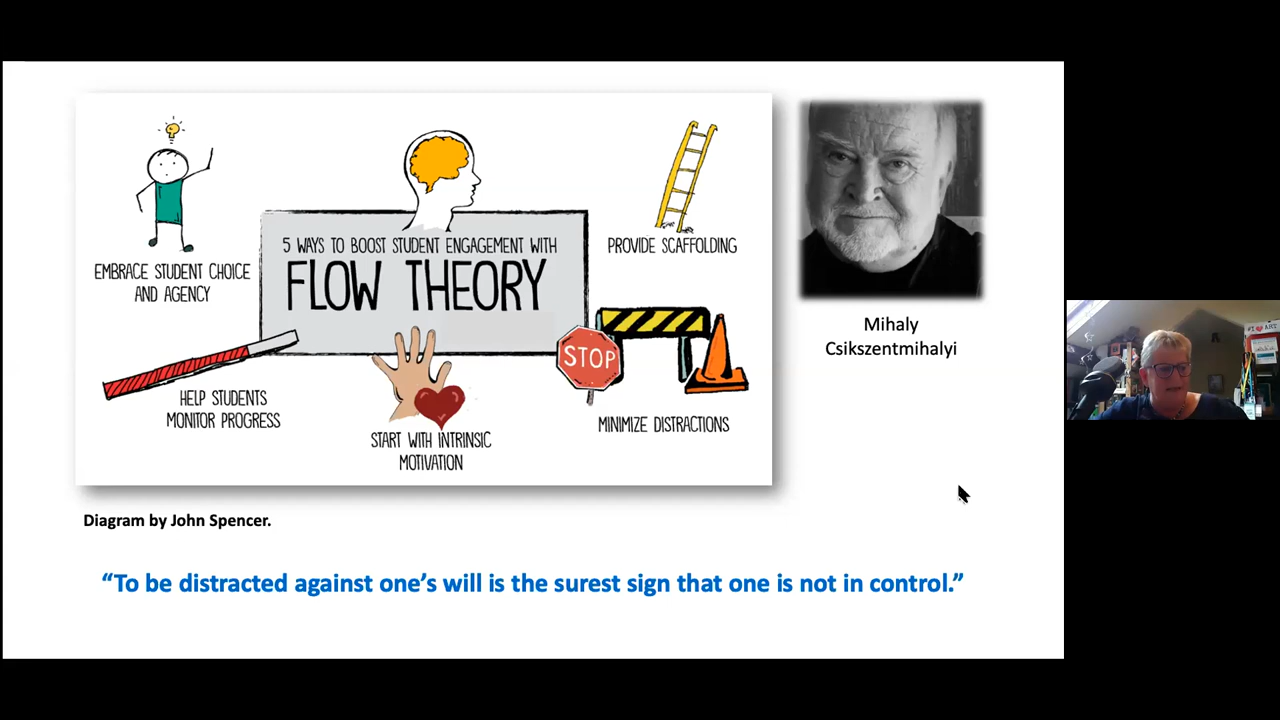 5 WAYS TO BOOST STUDENT ENGAGEMENT WITH
FLOW THEORY
EMBRACE STUDENT CHOICE
AND AGENCY
PROVIDE SCAFFOLDING
HELP STUDENTS
MONITOR PROGRESS
START WITH INTRINSIC
MOTIVATION
STOP
MINIMIZE DISTRACTIONS
Mihaly
Csikszentmihalyi
Diagram by John Spencer.
“To be distracted against one’s will is the surest sign that one is not in control.”